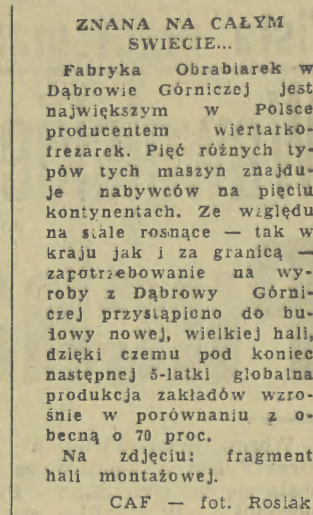 ZNANA NA CAŁYM
SWIECIE...
Fabryka Obrabiarek w
Dąbrowie Górniczej jest
największym w Polsce
producentem wiertarko-
frezarek. Pięć różnych ty-
pów tych maszyn znajdu-
je nabywców na pięciu
kontynentach. Ze względu
na stale rosnące — tak w
kraju jak i za granicą —
zapotrzebowanie na wy-
roby z Dąbrowy Górni-
czej przystąpiono do bu-
dowy nowej, wielkiej hali,
dzięki czemu pod koniec
następnej 5-latki globalna
produkcja zakładów wzro-
śnie w porównaniu z o-
becną o 70 proc.
Na zdjęciu: fragment
hali montażowej.
CAF — fot. Rosiak